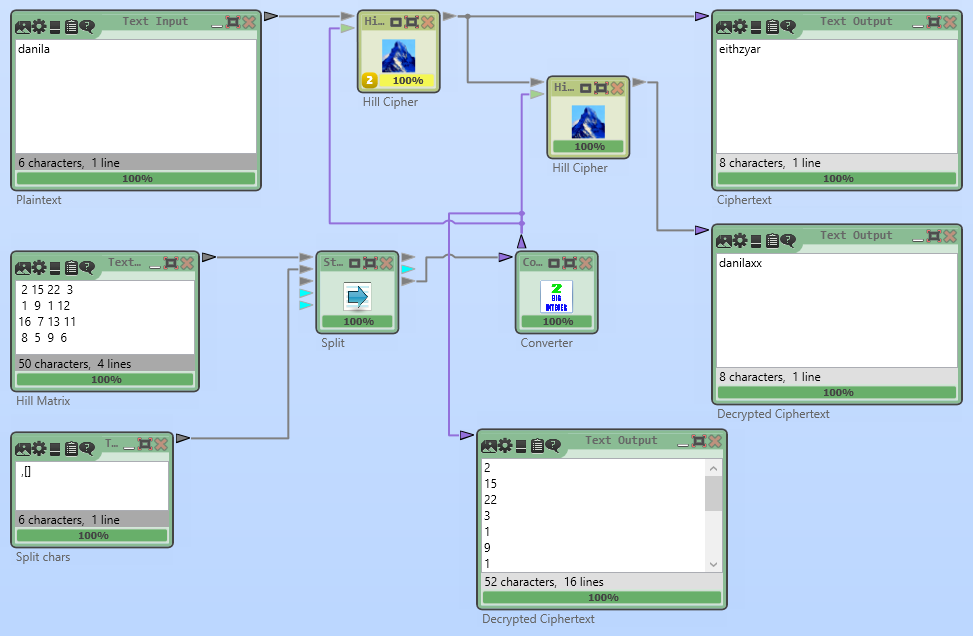 Text Input
danila
6 characters, 1 line
100%
Plaintext
Hi...
2
100%
Hill Cipher
Hi...
100%
Hill Cipher
Text Output
eithzyar
8 characters, 1 line
100%
Ciphertext
Text Output
danilaxx
8 characters, 1 line
100%
Decrypted Ciphertext
Text...
2 15 22 3
1 9 1 12
16 7 13 11
8 5 9 6
50 characters, 4 lines
100%
Hill Matrix
St...
100%
Split
Co...
Z
BIG
INTEGER
100%
Converter
T...
,[]
6 characters, 1 line
100%
Split chars
Text Output
2
15
22
3
1
9
1
52 characters, 16 lines
100%
Decrypted Ciphertext